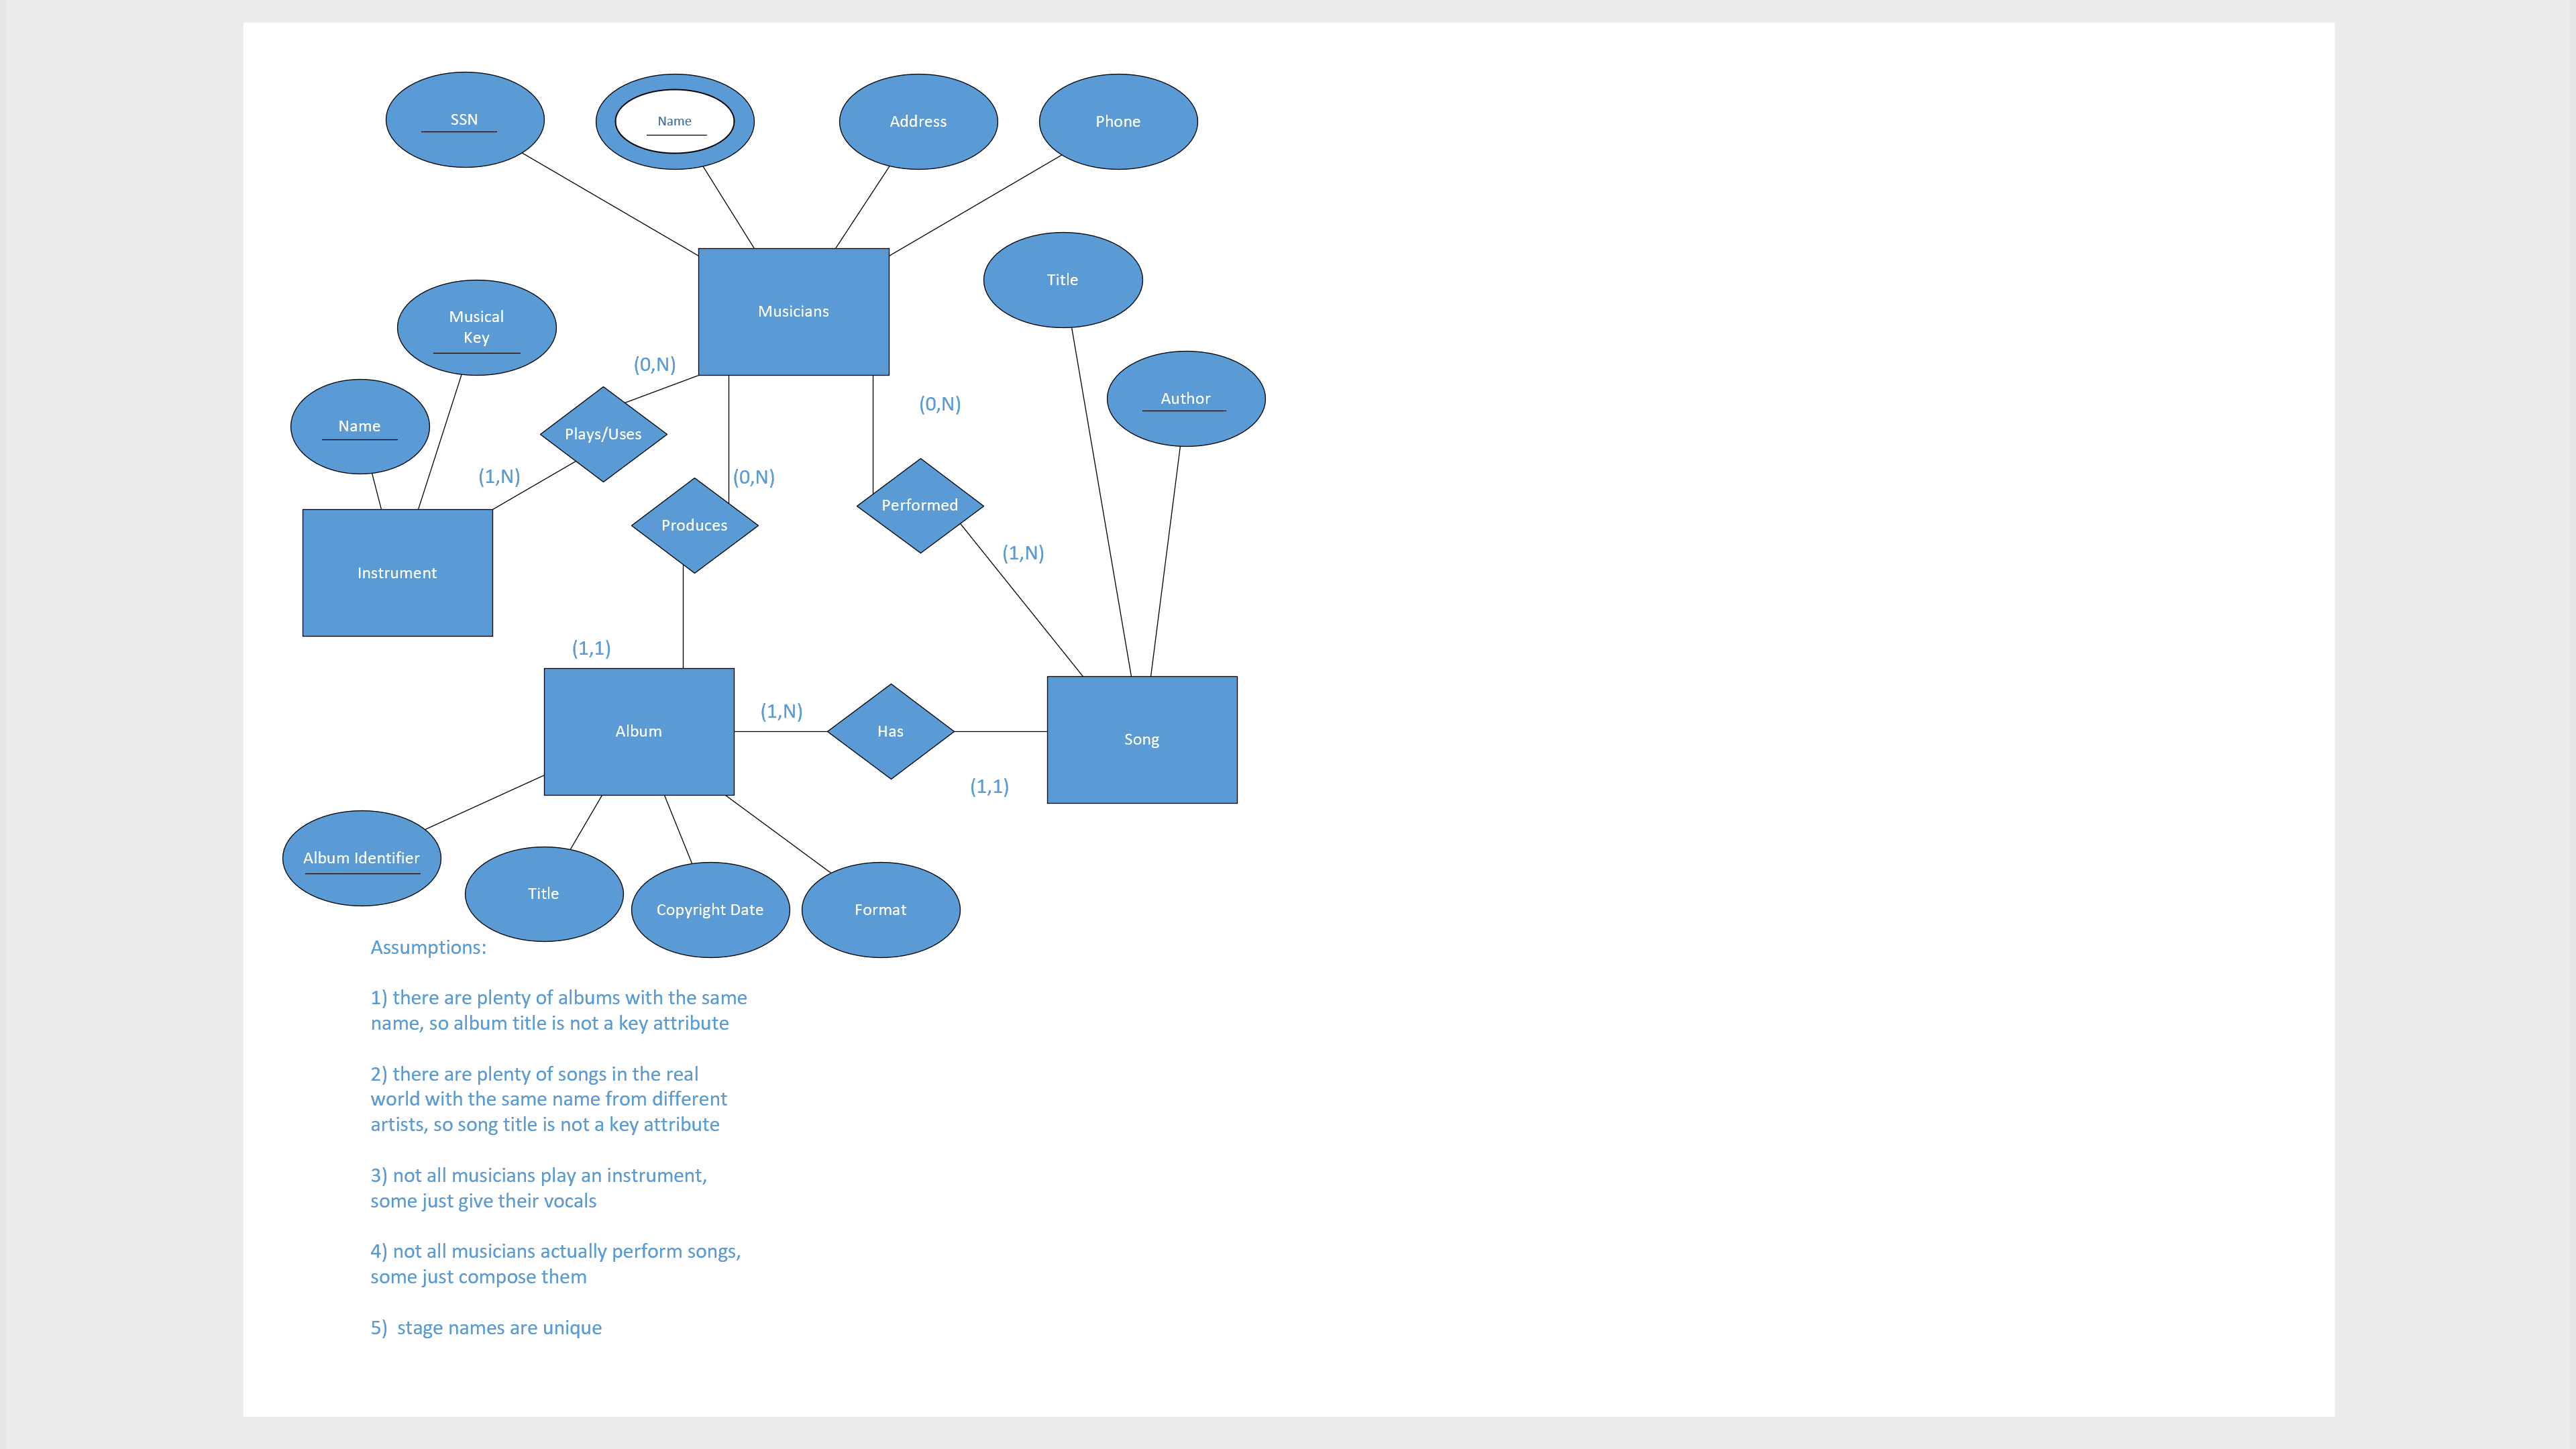 SSN
Name
Address
Phone
Title
Musicians
Musical
Key
(0,N)
Author
(0,N)
Name
Plays/Uses
(1,N)
(0,N)
Performed
Produces
(1,N)
Instrument
(1,1)
(1,N)
Album
Has
Song
(1,1)
Album Identifier
Title
Copyright Date
Format
Assumptions:
1) there are plenty of albums with the same
name, so album title is not a key attribute
2) there are plenty of songs in the real
world with the same name from different
artists, so song title is not a key attribute
3) not all musicians play an instrument,
some just give their vocals
4) not all musicians actually perform songs,
some just compose them
5)  stage names are unique